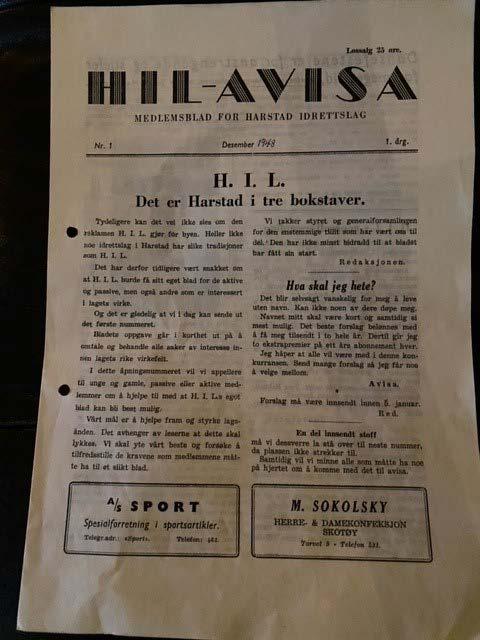 Løssalg 25 øre.
HIL-AVISA
MEDLEMSBLAD FOR HARSTAD IDRETTSLAG
Nr. 1 Desember 1948 1. årg.
H. I. L.
Det er Harstad i tre bokstaver.
Tydeligere kan det vel ikke sies om den
reklamen H. I. L. gjør for byen. Heller ikke
noe idrettslag i Harstad har slike tradisjoner
som H. I. L.
Det har derfor tidligere vært snakket om
at H. I. L. burde få sitt eget blad for de aktive
og passive, men også andre som er interessert
i lagets virke.
Og det er gledelig at vi i dag kan sende ut
det første nummeret.
Bladets oppgave går i korthet ut på å
omtale og behandle alle saker av interesse in-
nen lagets rike virkefelt.
I dette åpningsnummeret vil vi appellere
til unge og gamle, passive eller aktive med-
lemmer om å hjelpe til med at H. I. L.s eget
blad kan bli best mulig.
Vårt mål er å hjelpe fram og styrke lags-
ånden. Det avhenger av leserne at dette skal
lykkes. Vi skal yte vårt beste og forsøke å
tilfredsstille de kravene som medlemmene måt-
te ha til et slikt blad.
Vi takker styret og generalforsamlingen
for den enstemmige tillit som har vært oss til
del. Den har ikke minst bidradd til at bladet
har fått sin start.
Redaksjonen.
Hva skal jeg hete?
Det blir selvsagt vanskelig for meg å leve
uten navn. Kan ikke noen av dere døpe meg.
Navnet mitt skal være kort og samtidig si
mest mulig. Det beste forslag belønnes med
å få meg tilsendt i to hele år. Dertil gir jeg
to ekstrapremier på ett års abonnement hver.
Jeg håper at alle vil være med i denne kon-
kurransen. Send mange forslag så jeg får noe
å velge mellom.
Avisa.
Forslag må være innsendt innen 5. januar.
Red.
En del innsendt stoff
må vi dessverre la stå over til neste nummer,
da plassen ikke strekker til.
Samtidig vil vi minne alle som måtte ha noe
på hjertet om å komme med det til avisa.
A/S SPORT
Spesialforretning i sportsartikler.
Telegr.adr.: «Sport». Telefon:
M. SOKOLSKY
HERRE- & DAMEKONFEKSJON
SKOTØY
Torvet 8 - Telefon 531.